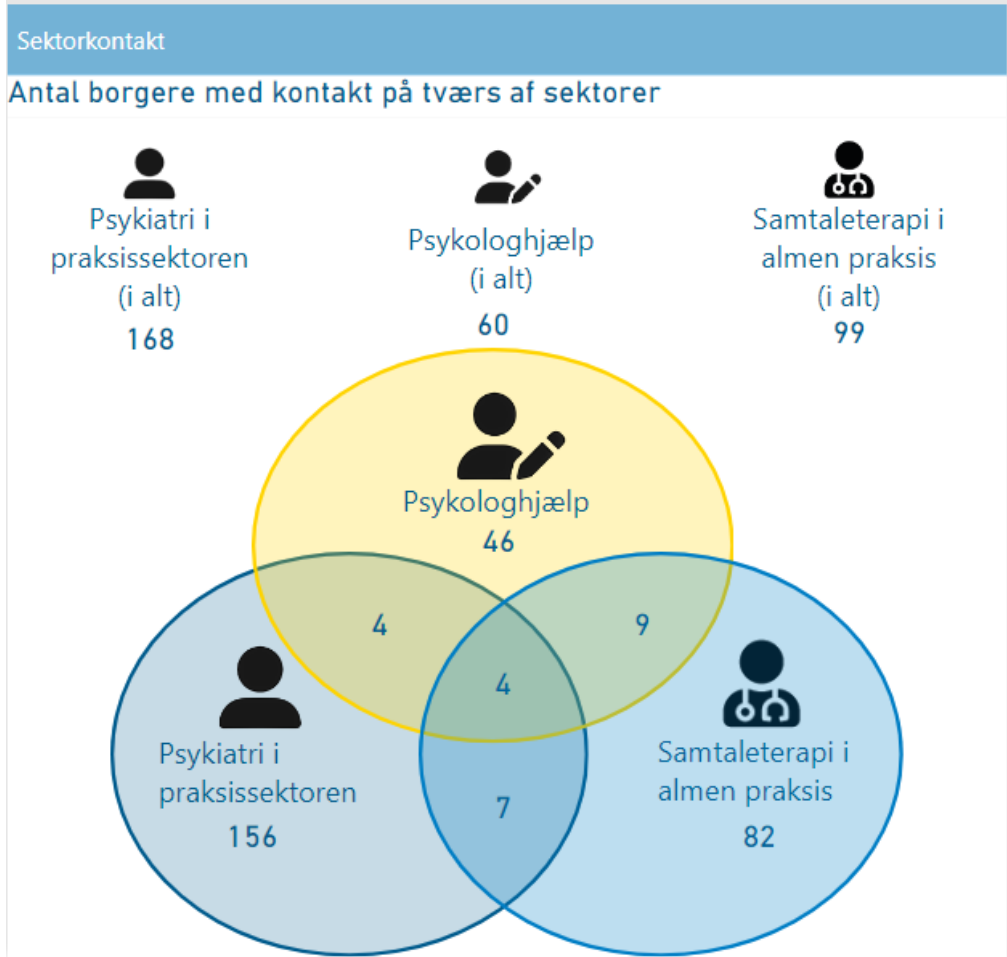 Sektorkontakt
Antal borgere med kontakt på tværs af sektorer
Psykiatri i
praksissektoren
(i alt)
168
Psykologhjælp
(i alt)
60
Samtaleterapi i
almen praksis
(i alt)
99
Psykologhjælp
46
4
9
4
Psykiatri i
praksissektoren
156
7
Samtaleterapi i
almen praksis
82